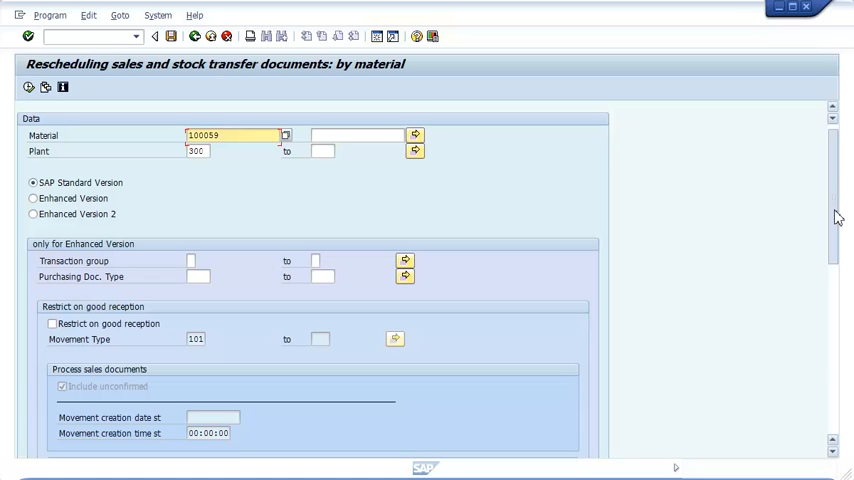 Program Edit Goto System Help
Rescheduling sales and stock transfer documents: by material
Data
Material 100059
Plant 300 to
SAP Standard Version
Enhanced Version
Enhanced Version 2
only for Enhanced Version
Transaction group to
Purchasing Doc. Type to
Restrict on good reception
Restrict on good reception
Movement Type 101 to
Process sales documents
Include unconfirmed
Movement creation date st
Movement creation time st 00:00:00
SAP